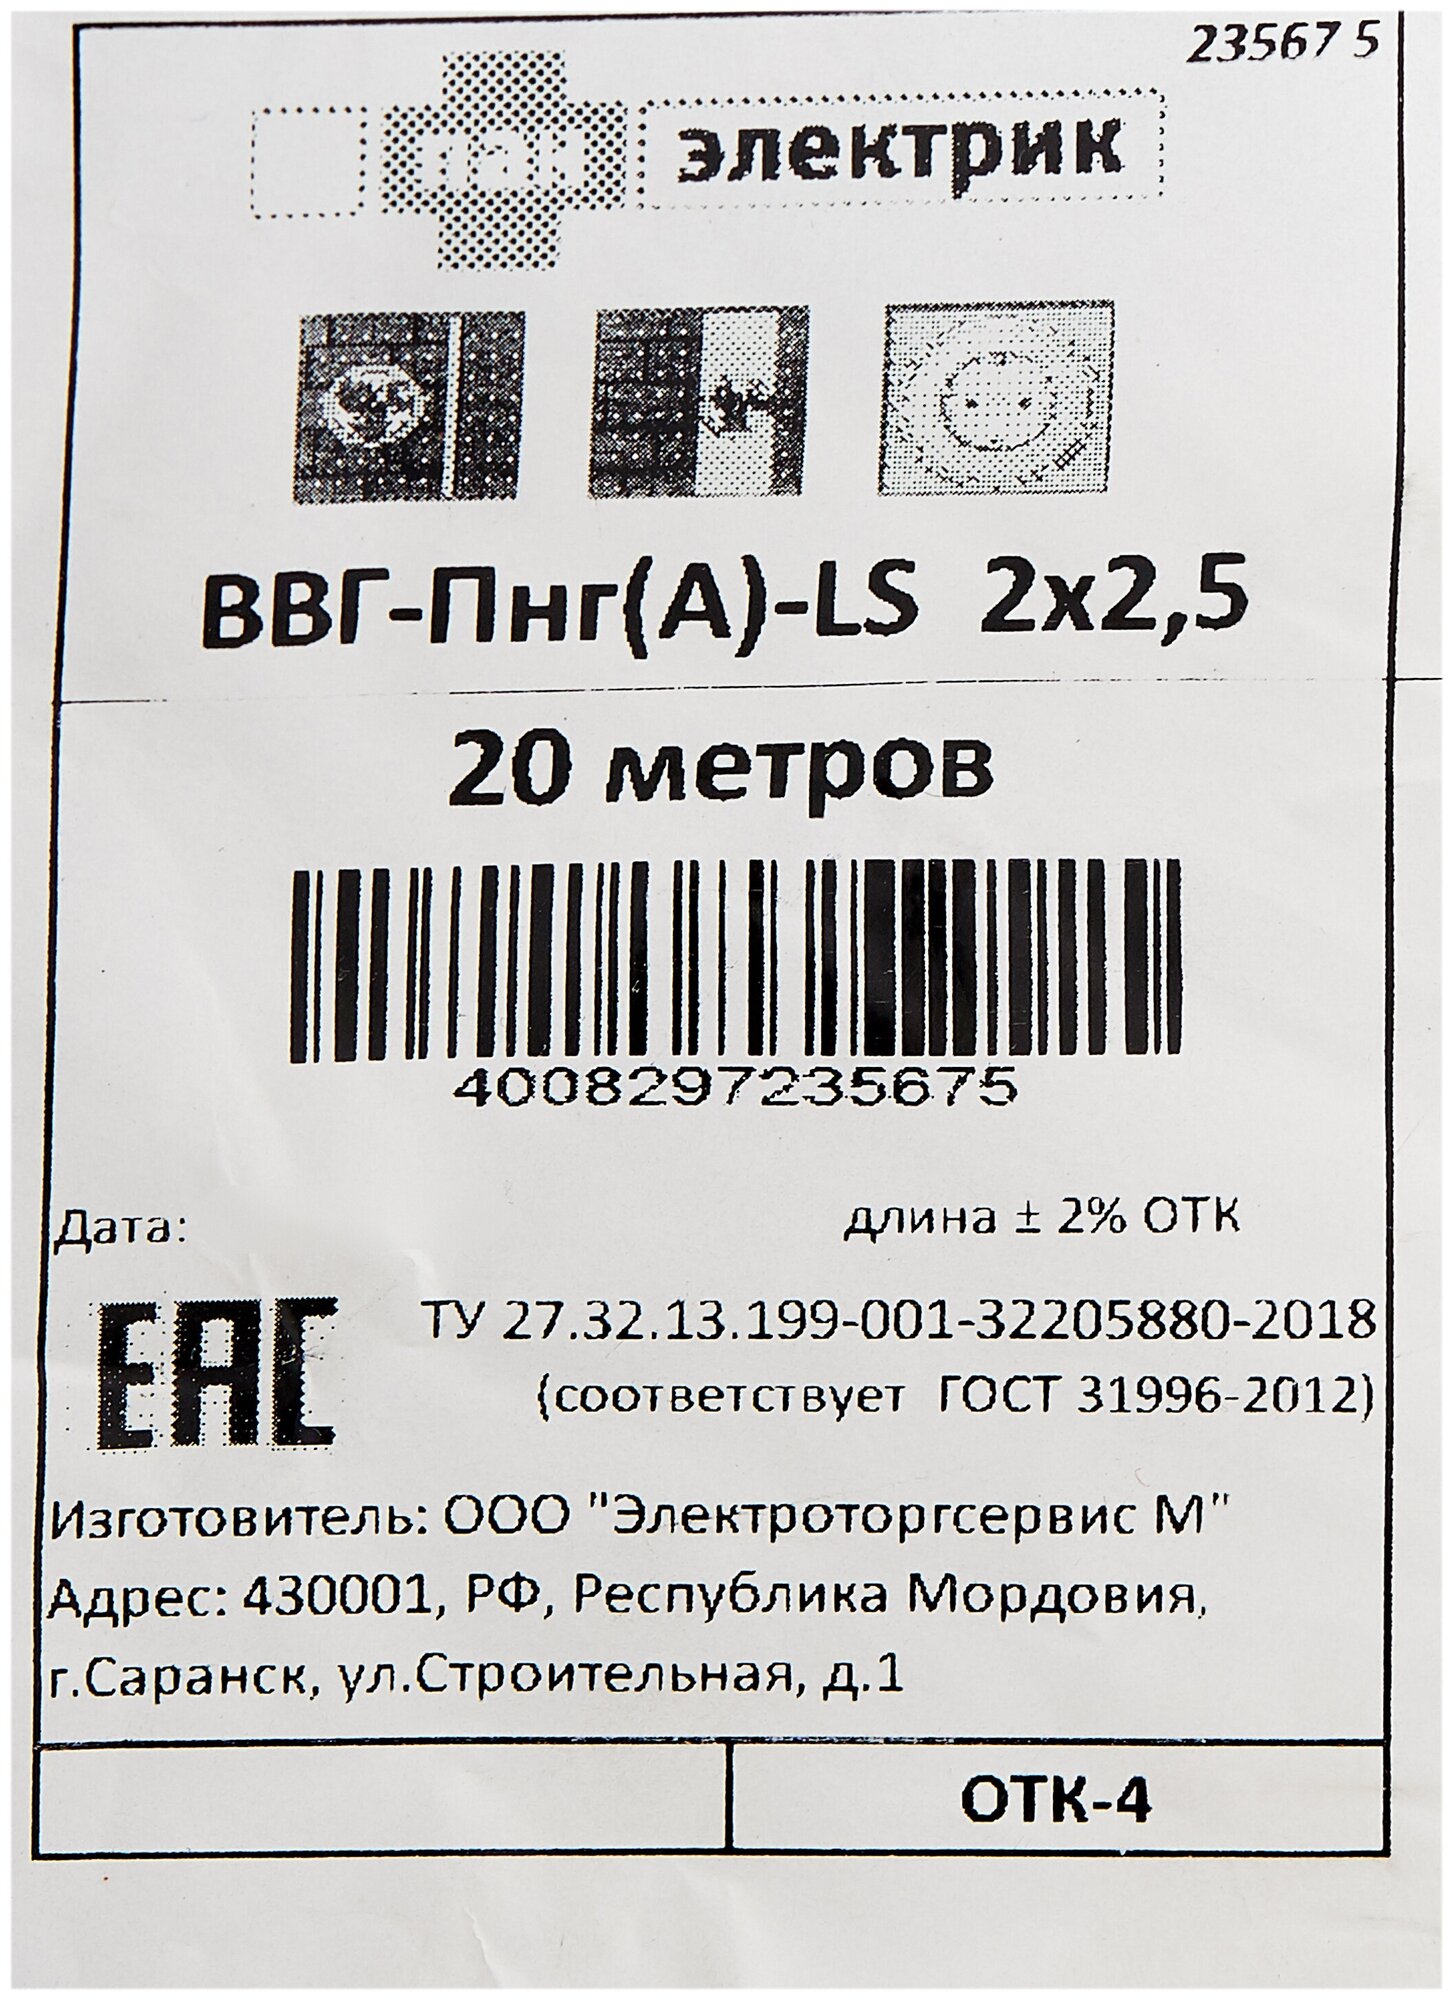 23567 5
электрик
ВВГ-Пнг(А)-LS 2х2,5
20 метров
4008297235675
Дата:
длина ± 2% ОТК
ЕАС
ТУ 27.32.13.199-001-32205880-2018
(соответствует ГОСТ 31996-2012)
Изготовитель: ООО "Электроторгсервис М"
Адрес: 430001, РФ, Республика Мордовия,
г.Саранск, ул.Строительная, д.1
ОТК-4